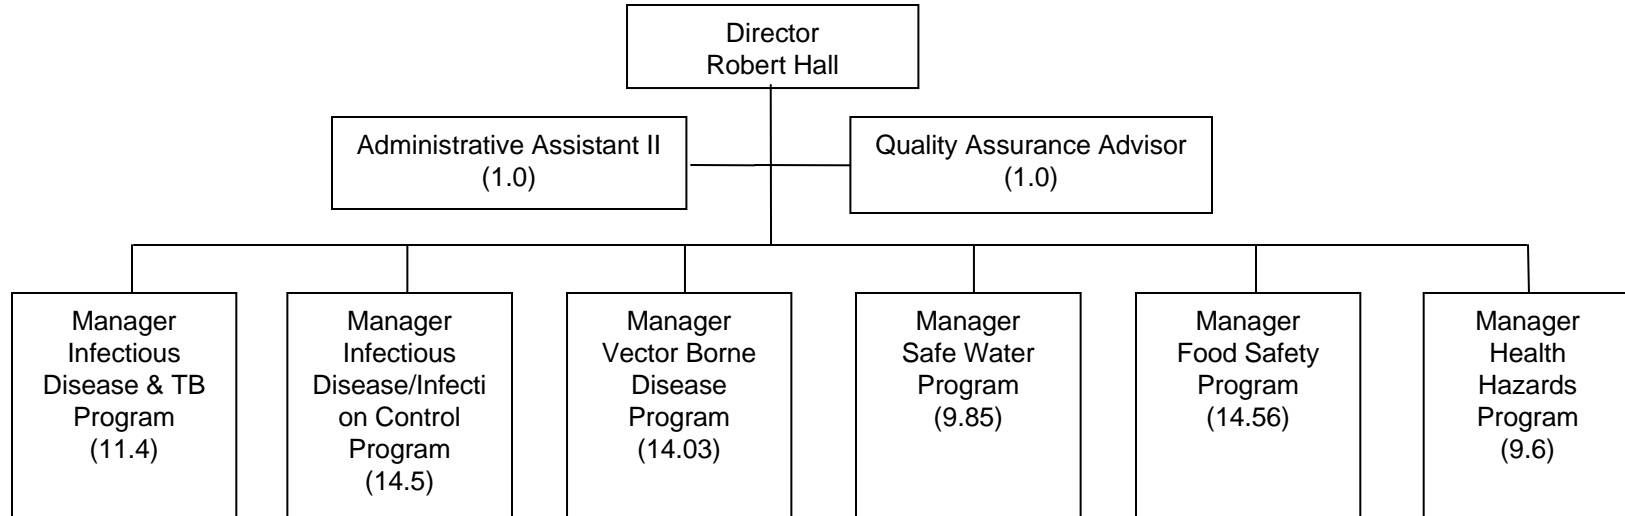 Director
Robert Hall
Administrative Assistant II
(1.0)
Quality Assurance Advisor
(1.0)
Manager
Infectious
Disease & TB
Program
(11.4)
Manager
Infectious
Disease/Infecti
on Control
Program
(14.5)
Manager
Vector Borne
Disease
Program
(14.03)
Manager
Safe Water
Program
(9.85)
Manager
Food Safety
Program
(14.56)
Manager
Health
Hazards
Program
(9.6)